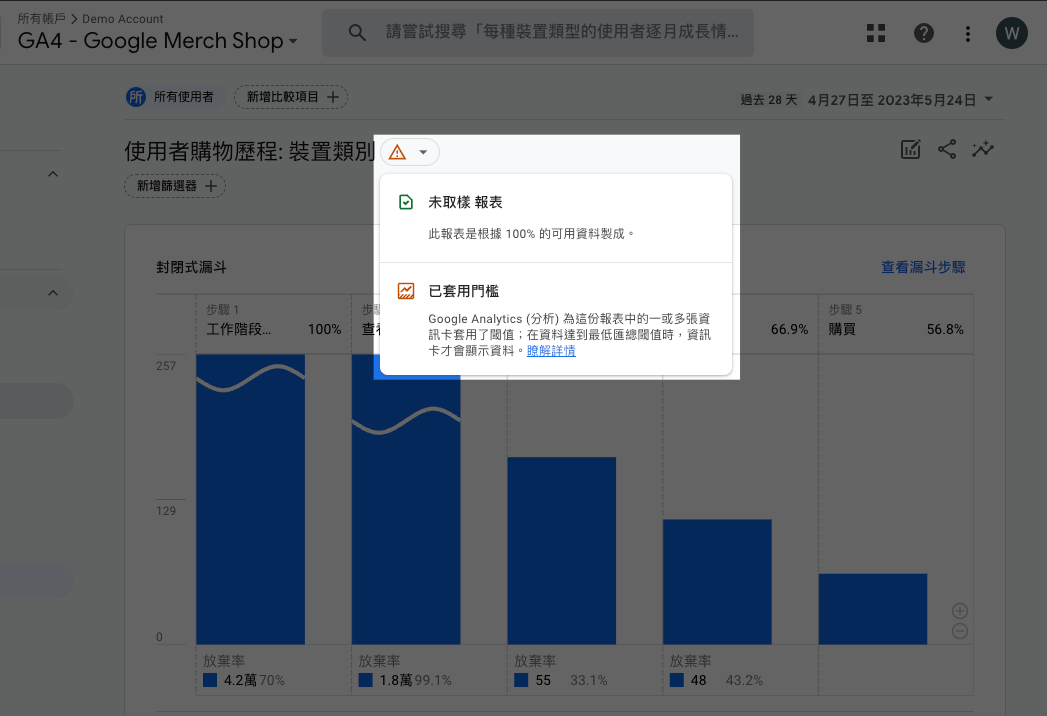 所有帳戶 > Demo Account
GA4 - Google Merch Shop
請嘗試搜尋「每種裝置類型的使用者逐月成長情...
W
所 所有使用者
新增比較項目 +
過去 28 天 4月27日至 2023年5月24日
使用者購物歷程: 裝置類別
新增篩選器 +
未取樣 報表
此報表是根據 100% 的可用資料製成。
已套用門檻
Google Analytics (分析) 為這份報表中的一或多張資
訊卡套用了閾值；在資料達到最低匯總閾值時，資訊
卡才會顯示資料。瞭解詳情
封閉式漏斗
查看漏斗步驟
步驟 1
工作階段... 100%
步
查
66.9%
步驟 5
購買 56.8%
257
129
0
放棄率
4.2萬 70%
放棄率
1.8萬 99.1%
放棄率
55 33.1%
放棄率
48 43.2%